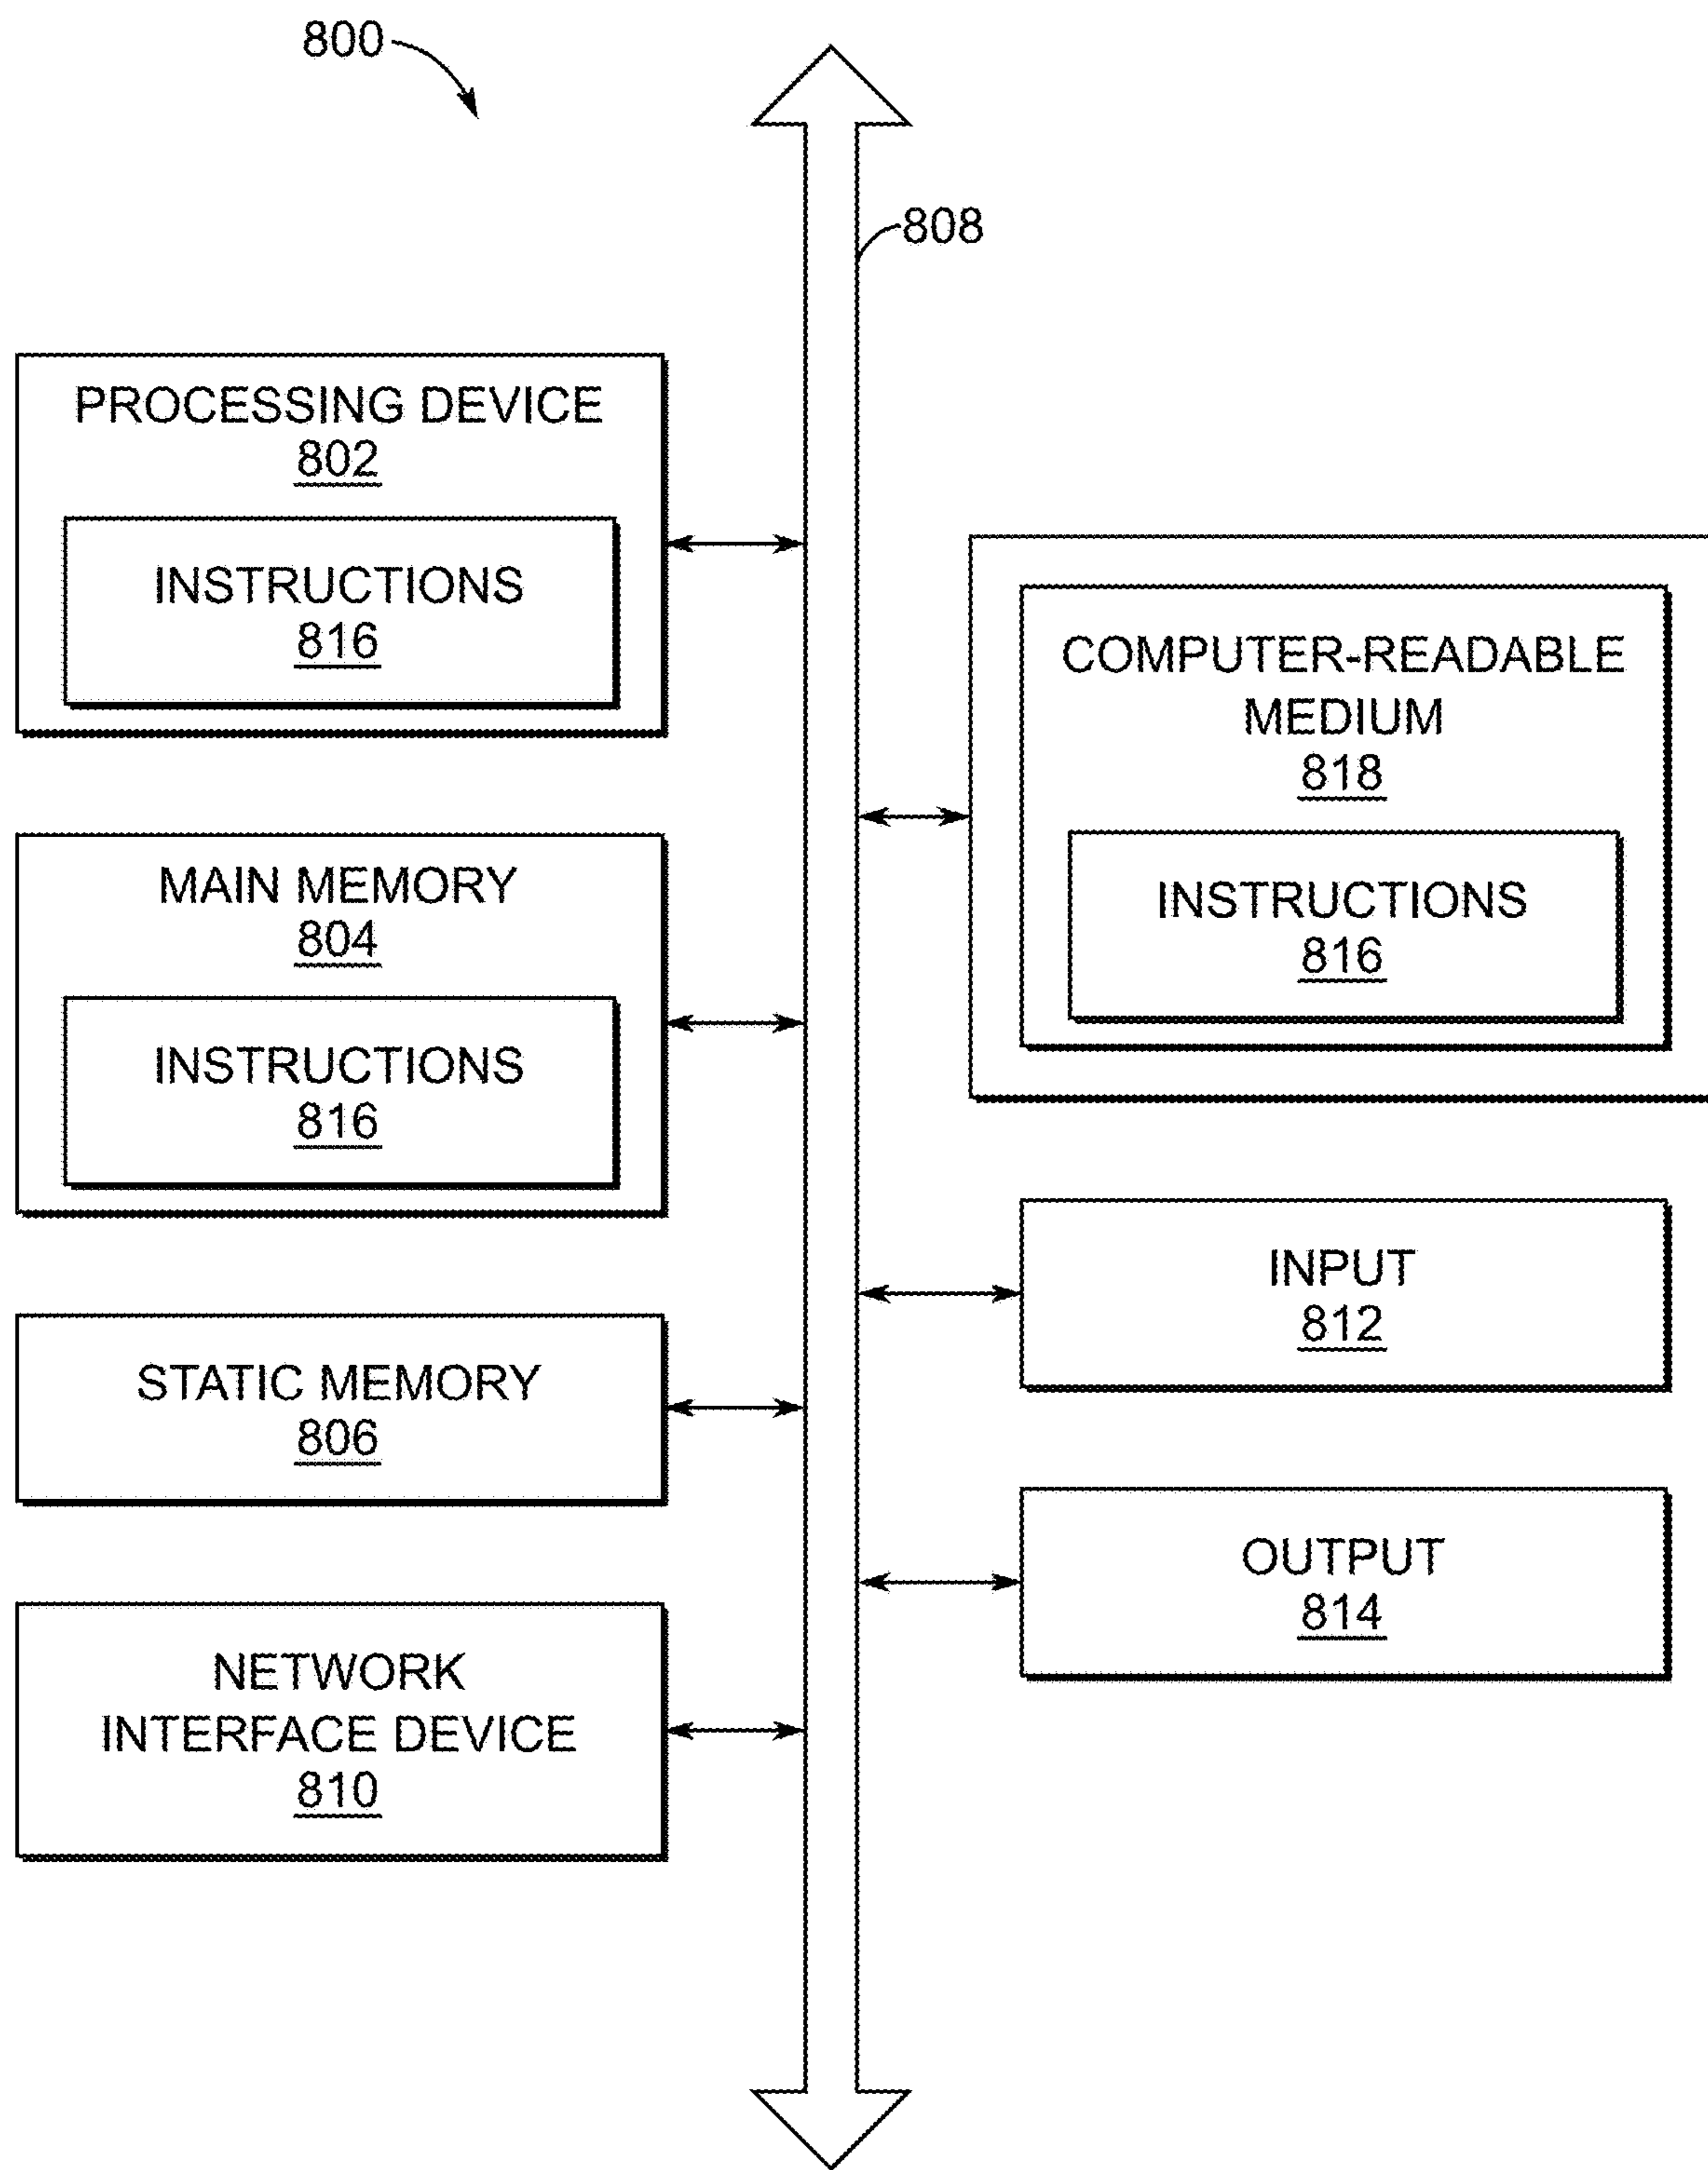 800
808
PROCESSING DEVICE
802
INSTRUCTIONS
816
MAIN MEMORY
804
INSTRUCTIONS
816
STATIC MEMORY
806
NETWORK
INTERFACE DEVICE
810
COMPUTER-READABLE
MEDIUM
818
INSTRUCTIONS
816
INPUT
812
OUTPUT
814